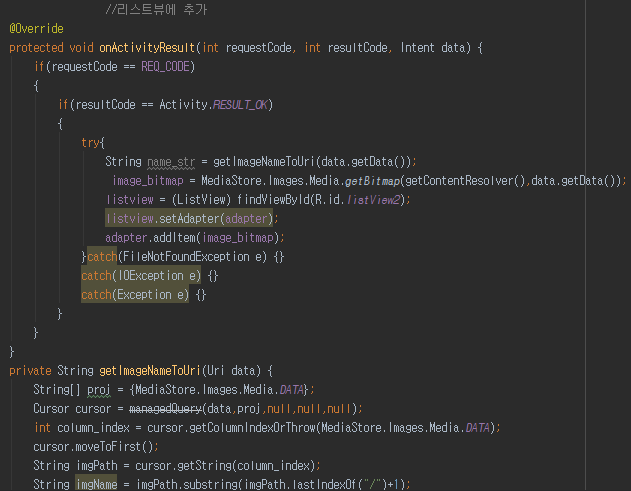 //리스트뷰에 추가
@Override
protected void onActivityResult(int requestCode, int resultCode, Intent data) {
if(requestCode == REQ_CODE)
{
if(resultCode == Activity.RESULT_OK)
{
try{
String name_str = getImageNameToUri(data.getData());
image_bitmap = MediaStore.Images.Media.getBitmap(getContentResolver(),data.getData());
listview = (ListView) findViewById(R.id.listView2);
listview.setAdapter(adapter);
adapter.addItem(image_bitmap);
}catch(FileNotFoundException e) {}
catch(IOException e) {}
catch(Exception e) {}
}
}
}
private String getImageNameToUri(Uri data) {
String[] proj = {MediaStore.Images.Media.DATA};
Cursor cursor = managedQuery(data,proj,null,null,null);
int column_index = cursor.getColumnIndexOrThrow(MediaStore.Images.Media.DATA);
cursor.moveToFirst();
String imgPath = cursor.getString(column_index);
String imgName = imgPath.substring(imgPath.lastIndexOf("/")+1);